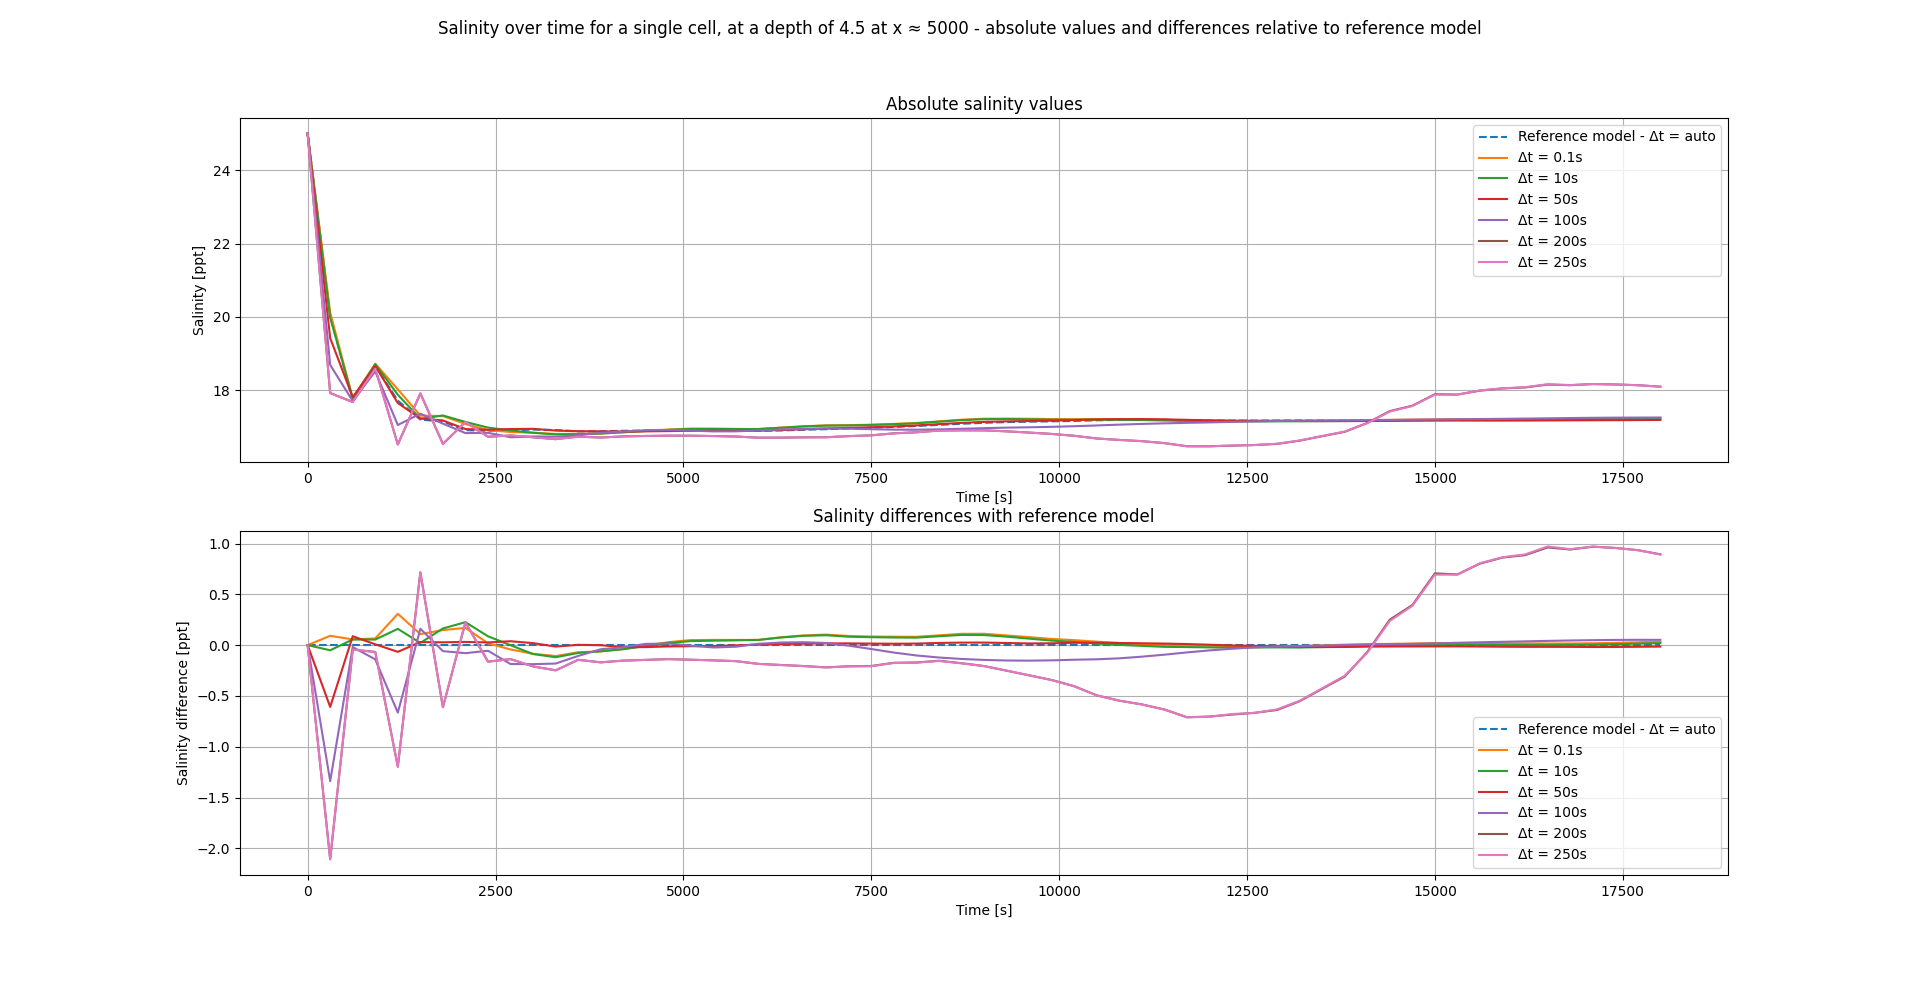 Salinity over time for a single cell, at a depth of 4.5 at x ≈ 5000 - absolute values and differences relative to reference model
Absolute salinity values
Salinity [ppt]
24
22
20
18
Reference model - Δt = auto
Δt = 0.1s
Δt = 10s
Δt = 50s
Δt = 100s
Δt = 200s
Δt = 250s
0 2500 5000 7500 10000 12500 15000 17500
Time [s]
Salinity differences with reference model
Salinity difference [ppt]
1.0
0.5
0.0
−0.5
−1.0
−1.5
−2.0
Reference model - Δt = auto
Δt = 0.1s
Δt = 10s
Δt = 50s
Δt = 100s
Δt = 200s
Δt = 250s
0 2500 5000 7500 10000 12500 15000 17500
Time [s]